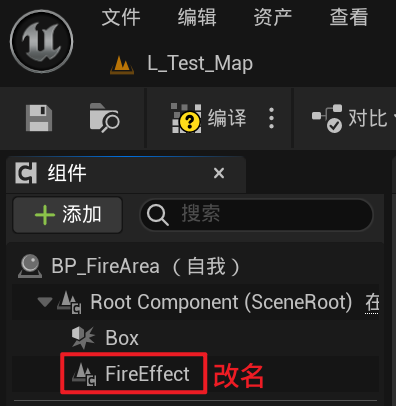 文件 编辑 资产 查看
L_Test_Map
编译 对比
组件
添加 搜索
BP_FireArea （自我）
Root Component (SceneRoot) 在
Box
FireEffect 改名